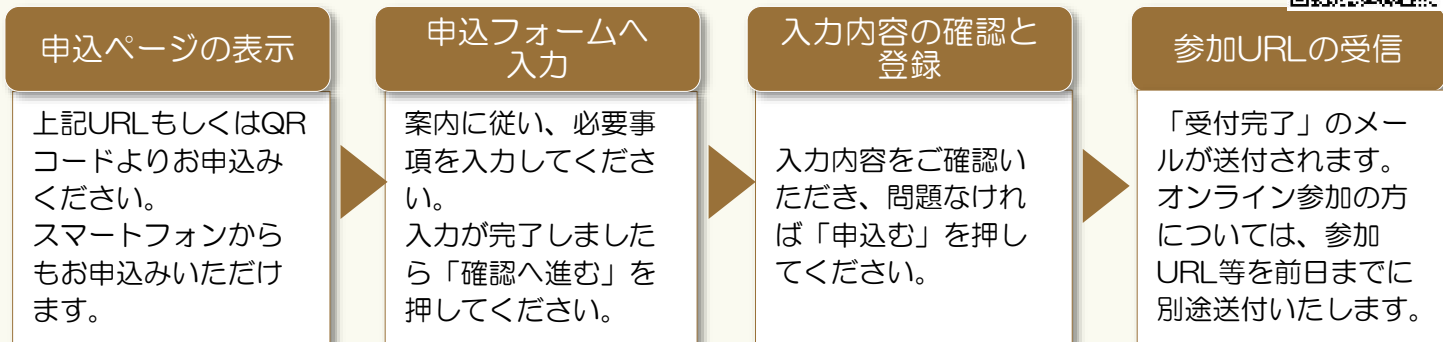 申込ページの表示
上記URLもしくはQR
コードよりお申込み
ください。
スマートフォンから
もお申込みいただけ
ます。
申込フォームへ
入力
案内に従い、必要事
項を入力してくださ
い。
入力が完了しました
ら「確認へ進む」を
押してください。
入力内容の確認と
登録
入力内容をご確認い
ただき、問題なけれ
ば「申込む」を押し
てください。
参加URLの受信
「受付完了」のメー
ルが送付されます。
オンライン参加の方
については、参加
URL等を前日までに
別途送付いたします。